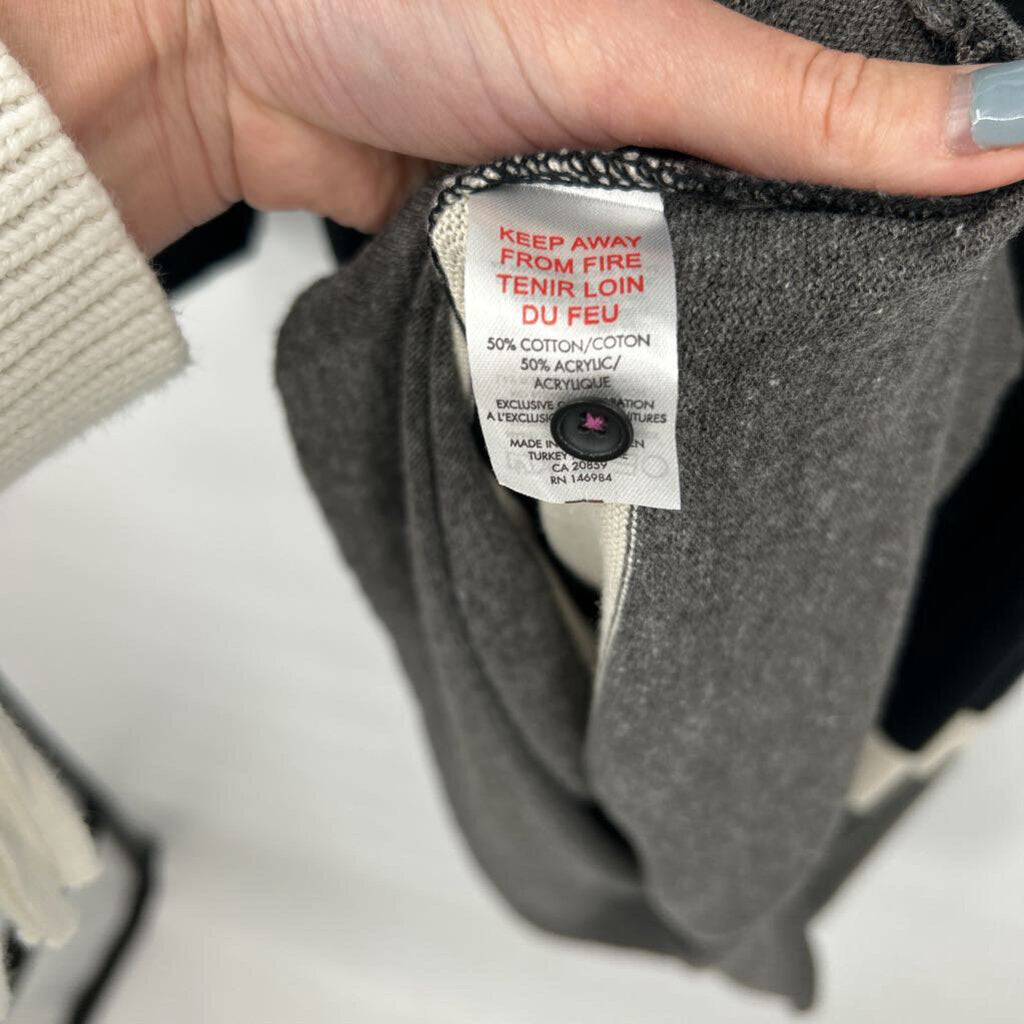 KEEP AWAY
FROM FIRE
TENIR LOIN
DU FEU
50% COTTON/COTON
50% ACRYLIC/
ACRYLIQUE
EXCLUSIVE
A L'EXCLUSI
MADE IN
TURKEY
CA 20859
RN 146984